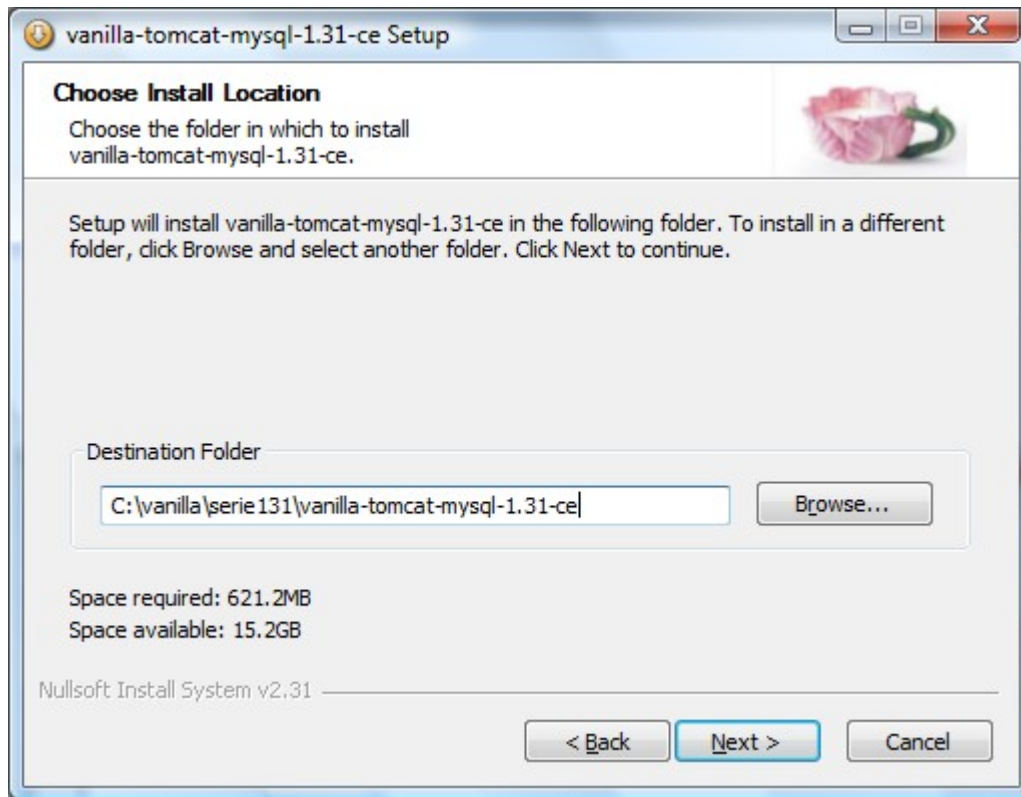 vanilla-tomcat-mysql-1.31-ce Setup
Choose Install Location
Choose the folder in which to install
vanilla-tomcat-mysql-1.31-ce.
Setup will install vanilla-tomcat-mysql-1.31-ce in the following folder. To install in a different
folder, click Browse and select another folder. Click Next to continue.
Destination Folder
C:\vanilla\serie131\vanilla-tomcat-mysql-1.31-ce
Browse...
Space required: 621.2MB
Space available: 15.2GB
Nullsoft Install System v2.31
< Back
Next >
Cancel